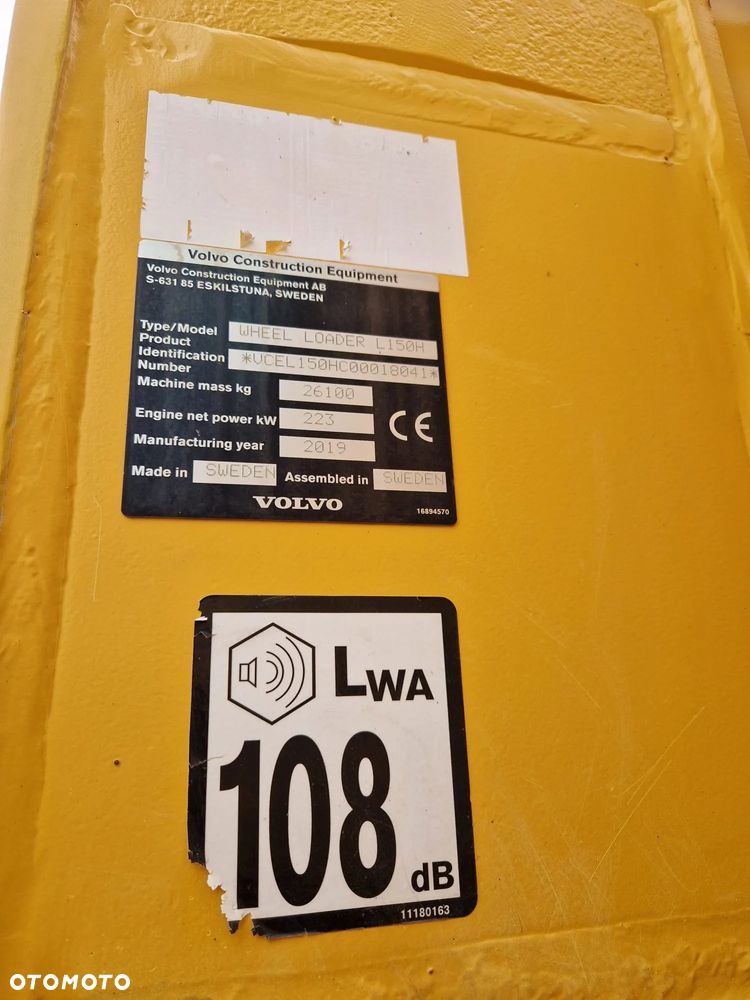 Volvo Construction Equipment
Volvo Construction Equipment AB
S-631 85 ESKILSTUNA, SWEDEN
Type/Model WHEEL LOADER L150H
Product
Identification *VCEL150HC00018041*
Number
Machine mass kg 26100
Engine net power kW 223
CE
Manufacturing year 2019
Made in SWEDEN Assembled in SWEDEN
VOLVO
16894570
LWA
108
dB
11180163
OTOMOTO